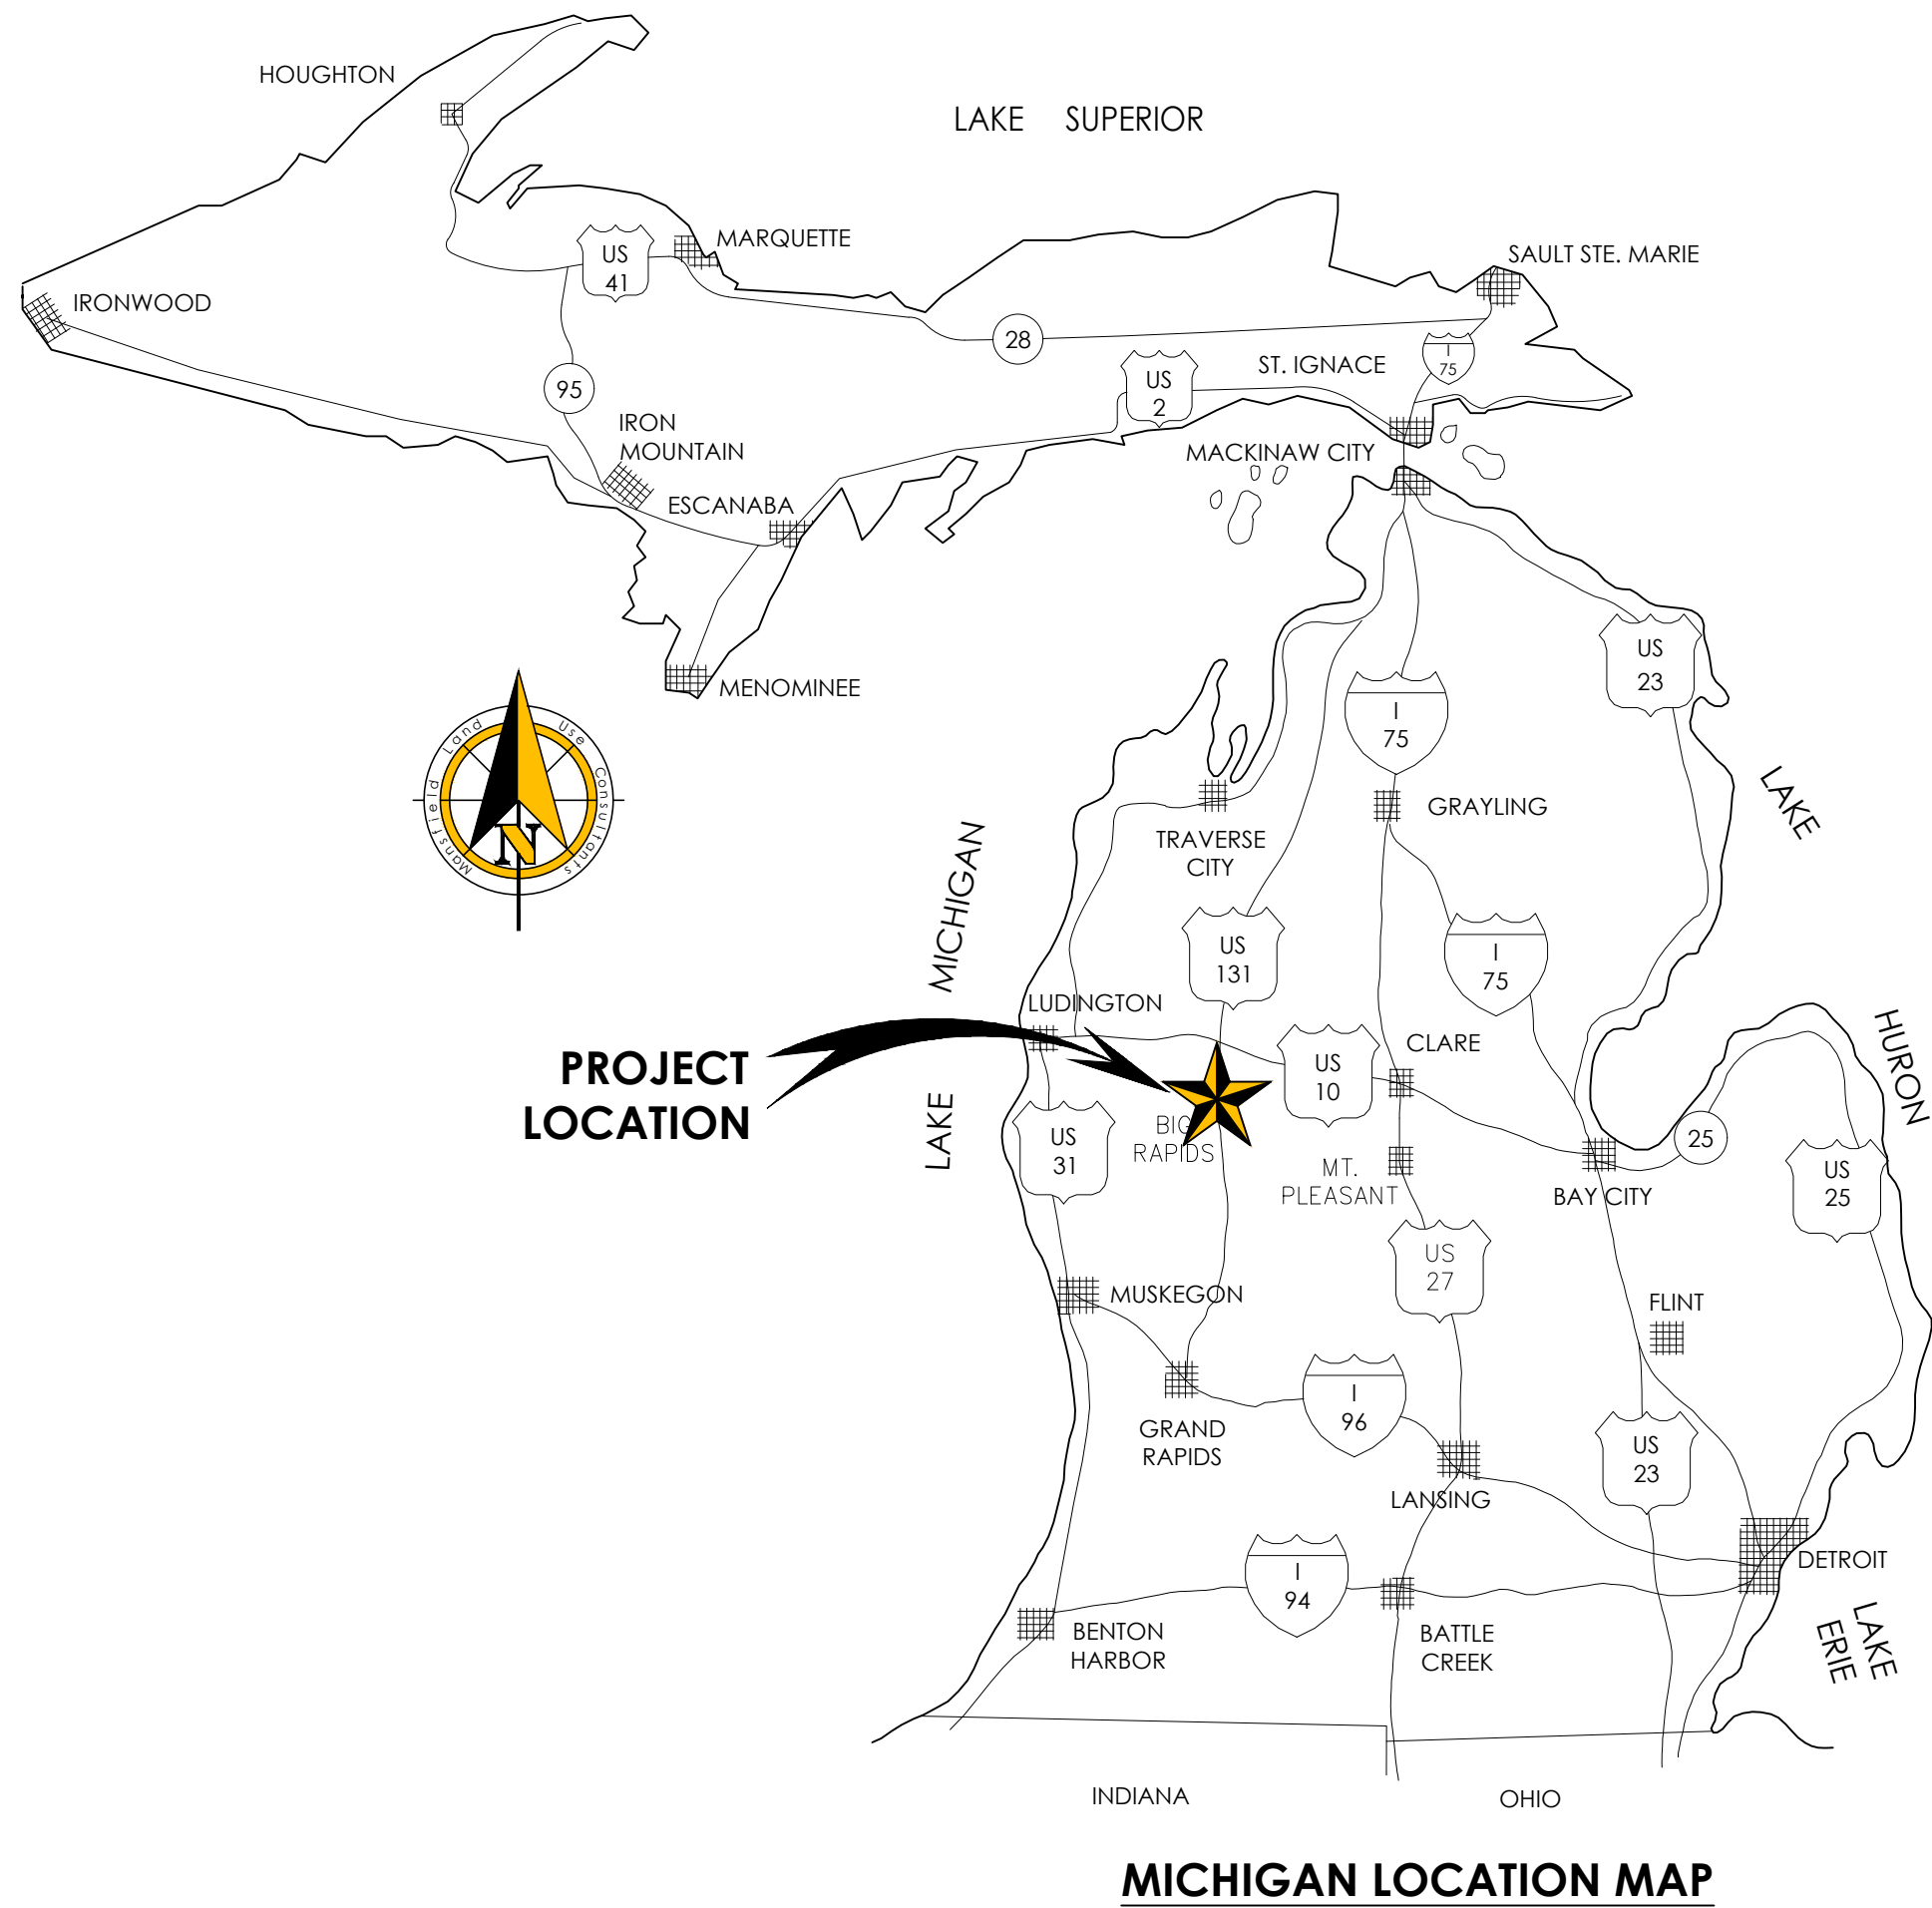 HOUGHTON
LAKE SUPERIOR
US
41
MARQUETTE
SAULT STE. MARIE
IRONWOOD
28
I
75
ST. IGNACE
US
2
95
IRON
MOUNTAIN
MACKINAW CITY
ESCANABA
MENOMINEE
US
23
I
75
Mansfield Land Use Consultants
N
GRAYLING
LAKE
HURON
TRAVERSE
CITY
LAKE MICHIGAN
US
131
I
75
LUDINGTON
PROJECT
LOCATION
CLARE
US
10
BIG
RAPIDS
US
31
25
MT.
PLEASANT
BAY CITY
US
25
US
27
MUSKEGON
FLINT
I
96
GRAND
RAPIDS
US
23
LANSING
DETROIT
I
94
BENTON
HARBOR
BATTLE
CREEK
LAKE
ERIE
INDIANA
OHIO
MICHIGAN LOCATION MAP